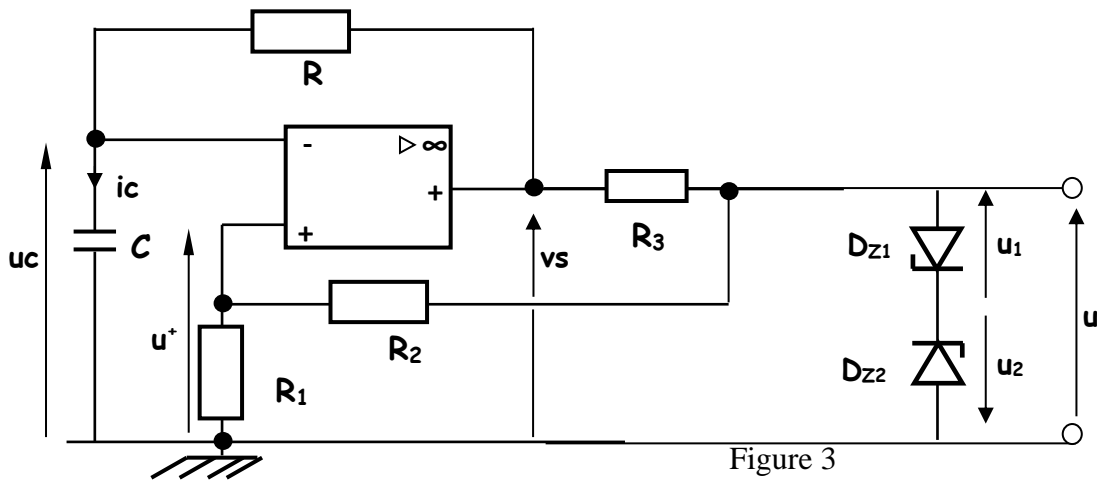 R
- ▷ ∞
ic
+
+
C
R3
DZ1
u1
uc
vs
u
u+
R2
DZ2
u2
R1
Figure 3